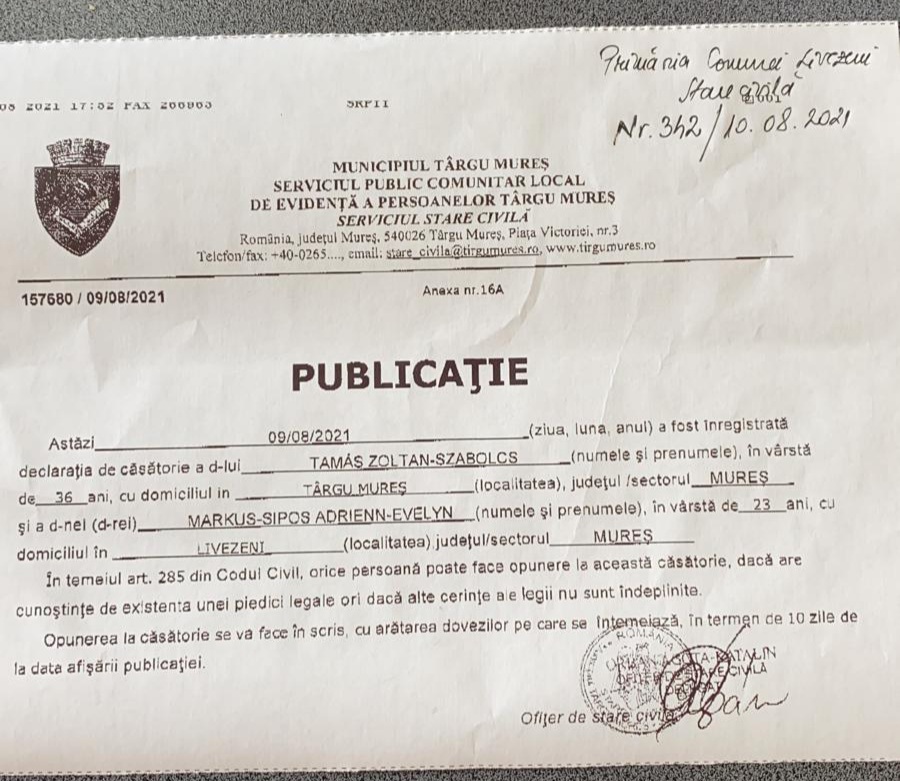 Primăria Comunei Livezeni
Stare civilă
Nr. 342/10.08.2021
08 2021 17:52 FAX
MUNICIPIUL TÂRGU MUREŞ
SERVICIUL PUBLIC COMUNITAR LOCAL
DE EVIDENŢĂ A PERSOANELOR TÂRGU MUREŞ
SERVICIUL STARE CIVILĂ
România, judeţul Mureş, 540026 Târgu Mureş, Piaţa Victoriei, nr.3
Telefon/fax: +40-0265...., email: stare_civila@tirgumures.ro, www.tirgumures.ro
157680 / 09/08/2021 Anexa nr.16A
PUBLICAŢIE
Astăzi 09/08/2021 (ziua, luna, anul) a fost înregistrată
declaraţia de căsătorie a d-lui TAMÁS ZOLTAN-SZABOLCS (numele şi prenumele), în vârstă
de 36 ani, cu domiciliul in TÂRGU MUREŞ (localitatea), judeţul /sectorul MUREŞ
şi a d-nei (d-rei) MARKUS-SIPOS ADRIENN-EVELYN (numele şi prenumele), în vârstă de 23 ani, cu
domiciliul în LIVEZENI (localitatea) judeţul/sectorul MUREŞ
În temeiul art. 285 din Codul Civil, orice persoană poate face opunere la această căsătorie, dacă are
cunoştinţe de existenta unei piedici legale ori dacă alte cerinţe ale legii nu sunt îndeplinite.
Opunerea la căsătorie se va face în scris, cu arătarea dovezilor pe care se întemeiază, în termen de 10 zile de
la data afişării publicaţiei.
ROMÂNIA
KATALIN
OFIŢER DE STARE CIVILĂ
DELEGAT
Ofiţer de stare civilă